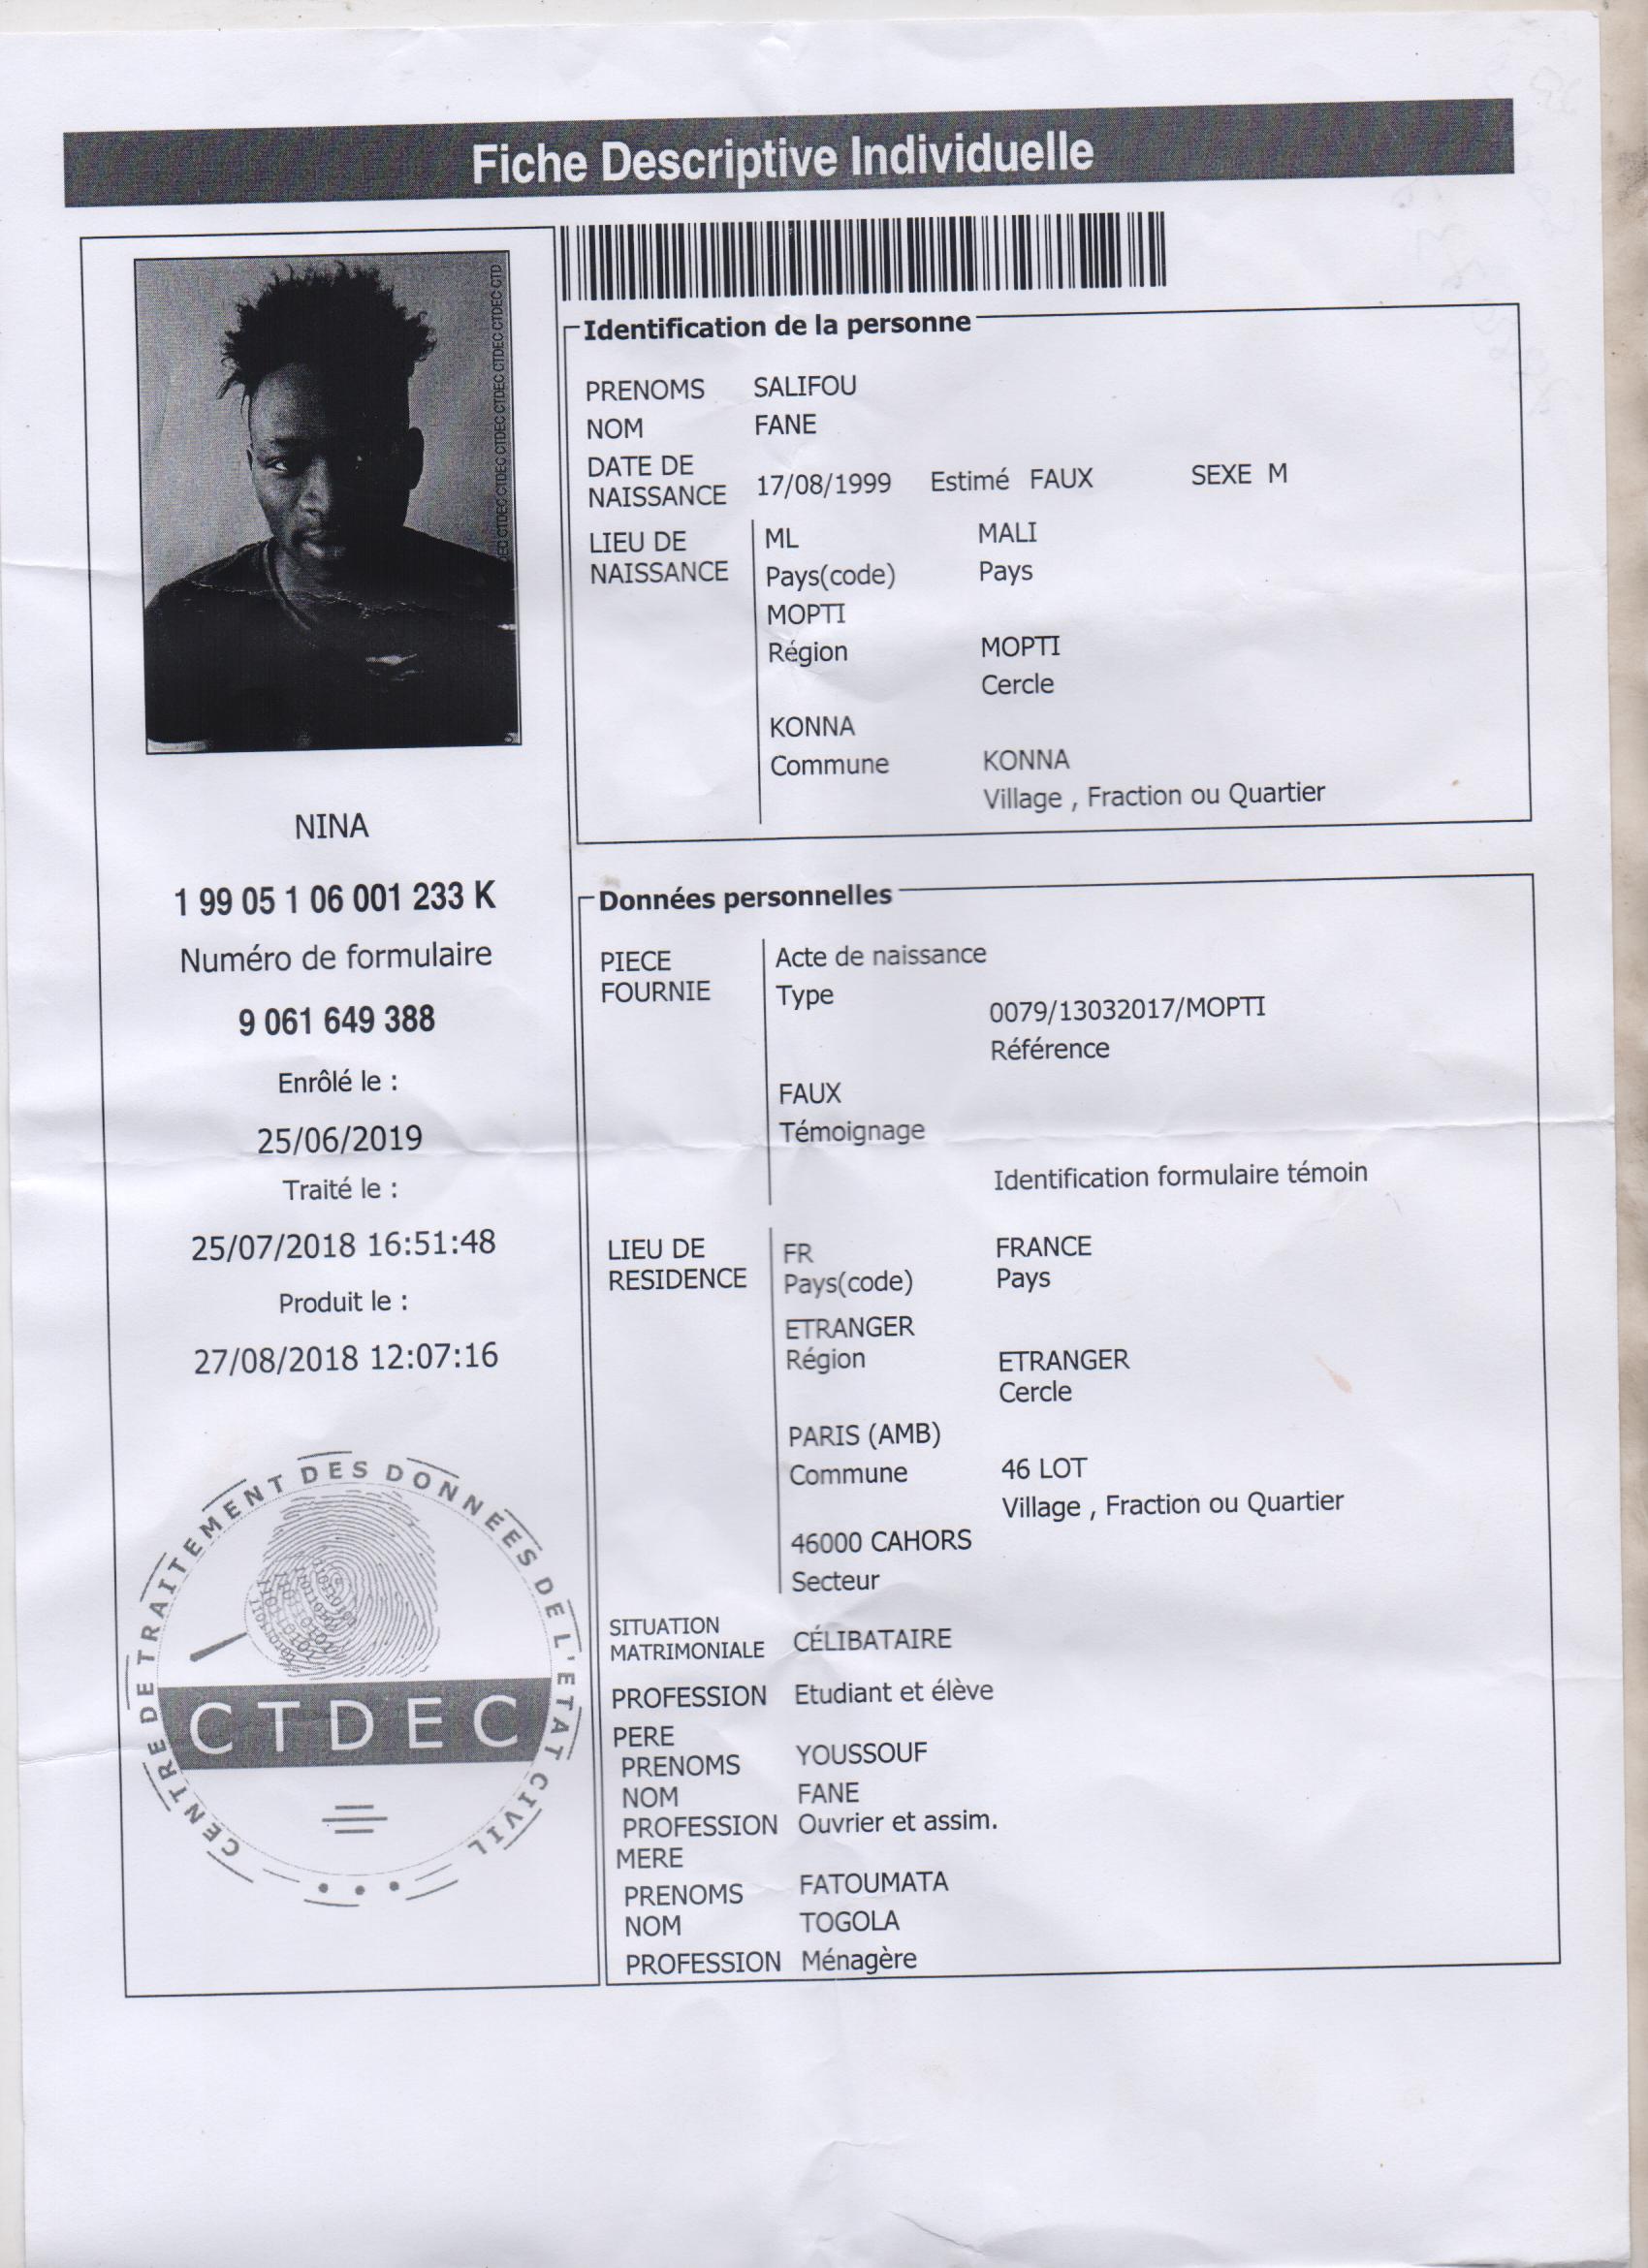 Fiche Descriptive Individuelle
CTDEC CTDEC CTDEC CTDEC CTDEC CTDEC CTD
NINA
1 99 05 1 06 001 233 K
Numéro de formulaire
9 061 649 388
Enrôlé le :
25/06/2019
Traité le :
25/07/2018 16:51:48
Produit le :
27/08/2018 12:07:16
CENTRE DE TRAITEMENT DES DONNEES DE L'ETAT CIVIL
CTDEC
Identification de la personne
PRENOMS SALIFOU
NOM FANE
DATE DE
NAISSANCE 17/08/1999 Estimé FAUX SEXE M
LIEU DE ML MALI
NAISSANCE Pays(code) Pays
MOPTI
Région MOPTI
Cercle
KONNA
Commune KONNA
Village , Fraction ou Quartier
Données personnelles
PIECE Acte de naissance
FOURNIE Type
0079/13032017/MOPTI
Référence
FAUX
Témoignage
Identification formulaire témoin
LIEU DE FR FRANCE
RESIDENCE Pays(code) Pays
ETRANGER
Région ETRANGER
Cercle
PARIS (AMB)
Commune 46 LOT
Village , Fraction ou Quartier
46000 CAHORS
Secteur
SITUATION
MATRIMONIALE CÉLIBATAIRE
PROFESSION Etudiant et élève
PERE
PRENOMS YOUSSOUF
NOM FANE
PROFESSION Ouvrier et assim.
MERE
PRENOMS FATOUMATA
NOM TOGOLA
PROFESSION Ménagère